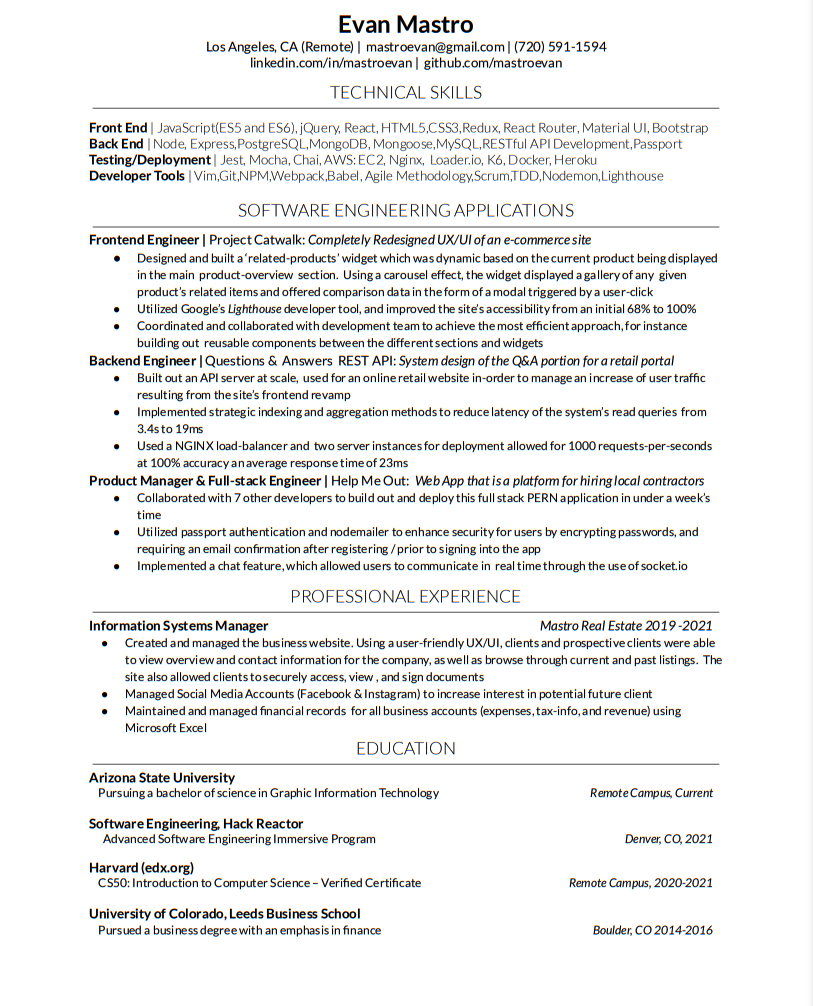 Evan Mastro
Los Angeles, CA (Remote) | mastroevan@gmail.com | (720) 591-1594
linkedin.com/in/mastroevan | github.com/mastroevan
TECHNICAL SKILLS
Front End | JavaScript(ES5 and ES6), jQuery, React, HTML5,CSS3,Redux, React Router, Material UI, Bootstrap
Back End | Node, Express,PostgreSQL,MongoDB, Mongoose,MySQL,RESTful API Development,Passport
Testing/Deployment | Jest, Mocha, Chai, AWS: EC2, Nginx, Loader.io, K6, Docker, Heroku
Developer Tools | Vim,Git,NPM,Webpack,Babel, Agile Methodology,Scrum,TDD,Nodemon,Lighthouse
SOFTWARE ENGINEERING APPLICATIONS
Frontend Engineer | Project Catwalk: Completely Redesigned UX/UI of an e-commerce site
● Designed and built a ‘related-products’ widget which was dynamic based on the current product being displayed
in the main product-overview section. Using a carousel effect, the widget displayed a gallery of any given
product’s related items and offered comparison data in the form of a modal triggered by a user-click
● Utilized Google’s Lighthouse developer tool, and improved the site’s accessibility from an initial 68% to 100%
● Coordinated and collaborated with development team to achieve the most efficient approach, for instance
building out reusable components between the different sections and widgets
Backend Engineer | Questions & Answers REST API: System design of the Q&A portion for a retail portal
● Built out an API server at scale, used for an online retail website in-order to manage an increase of user traffic
resulting from the site’s frontend revamp
● Implemented strategic indexing and aggregation methods to reduce latency of the system’s read queries from
3.4s to 19ms
● Used a NGINX load-balancer and two server instances for deployment allowed for 1000 requests-per-seconds
at 100% accuracy an average response time of 23ms
Product Manager & Full-stack Engineer | Help Me Out: Web App that is a platform for hiring local contractors
● Collaborated with 7 other developers to build out and deploy this full stack PERN application in under a week’s
time
● Utilized passport authentication and nodemailer to enhance security for users by encrypting passwords, and
requiring an email confirmation after registering / prior to signing into the app
● Implemented a chat feature, which allowed users to communicate in real time through the use of socket.io
PROFESSIONAL EXPERIENCE
Information Systems Manager Mastro Real Estate 2019 -2021
● Created and managed the business website. Using a user-friendly UX/UI, clients and prospective clients were able
to view overview and contact information for the company, as well as browse through current and past listings. The
site also allowed clients to securely access, view , and sign documents
● Managed Social Media Accounts (Facebook & Instagram) to increase interest in potential future client
● Maintained and managed financial records for all business accounts (expenses, tax-info, and revenue) using
Microsoft Excel
EDUCATION
Arizona State University
Pursuing a bachelor of science in Graphic Information Technology Remote Campus, Current
Software Engineering, Hack Reactor
Advanced Software Engineering Immersive Program Denver, CO, 2021
Harvard (edx.org)
CS50: Introduction to Computer Science – Verified Certificate Remote Campus, 2020-2021
University of Colorado, Leeds Business School
Pursued a business degree with an emphasis in finance Boulder, CO 2014-2016